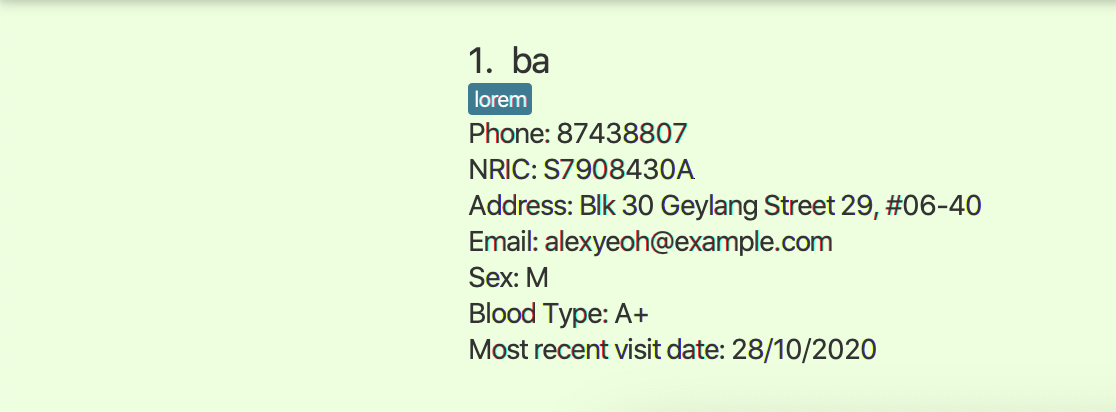 1. ba
lorem
Phone: 87438807
NRIC: S7908430A
Address: Blk 30 Geylang Street 29, #06-40
Email: alexyeoh@example.com
Sex: M
Blood Type: A+
Most recent visit date: 28/10/2020